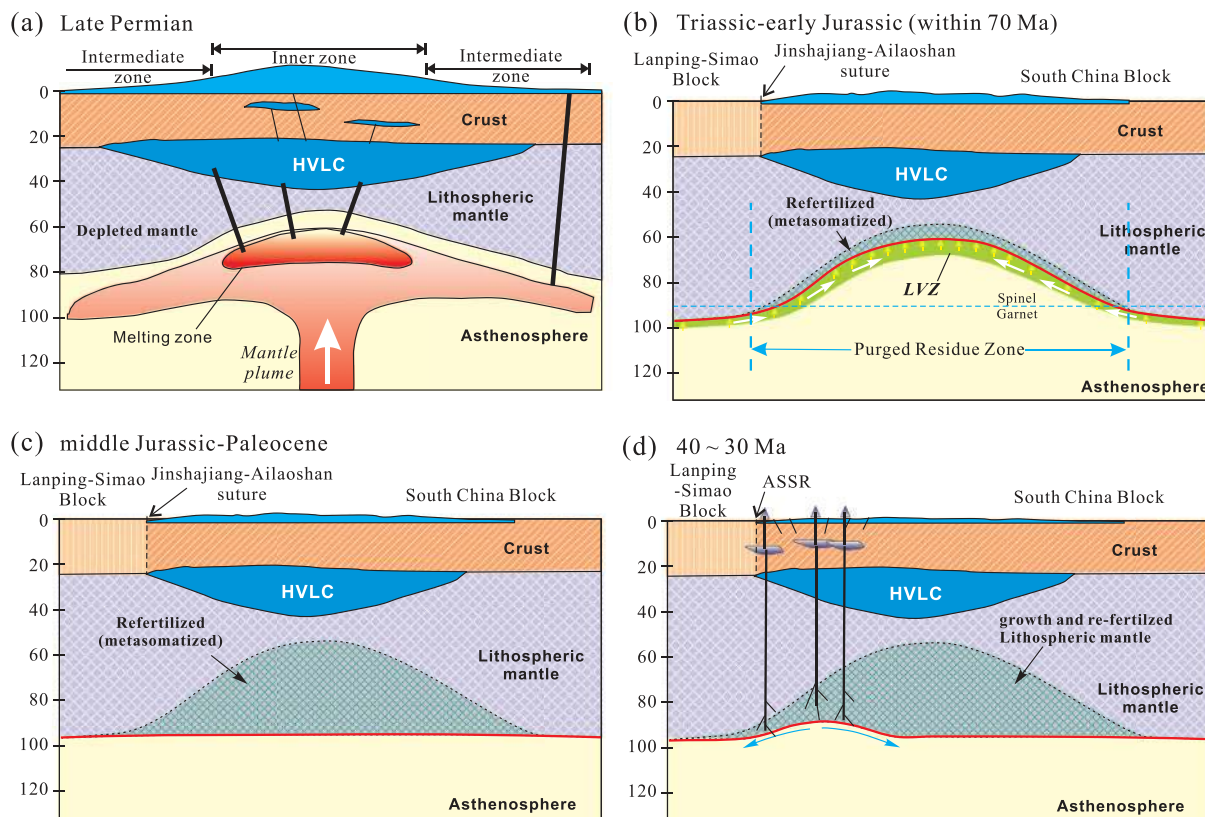 (a) Late Permian
Intermediate
zone
Inner zone
Intermediate
zone
0
20
40
60
80
100
120
Crust
HVLC
Lithospheric
mantle
Depleted mantle
Melting zone
Mantle
plume
Asthenosphere
(b) Triassic-early Jurassic (within 70 Ma)
Lanping-Simao
Block
Jinshajiang-Ailaoshan
suture
South China Block
0
20
40
60
80
100
120
Crust
HVLC
Refertilized
(metasomatized)
Lithospheric
mantle
LVZ
Spinel
Garnet
Purged Residue Zone
Asthenosphere
(c) middle Jurassic-Paleocene
Lanping-Simao
Block
Jinshajiang-Ailaoshan
suture
South China Block
0
20
40
60
80
100
120
Crust
HVLC
Refertilized
(metasomatized)
Lithospheric
mantle
Asthenosphere
(d) 40 ~ 30 Ma
Lanping
-Simao
Block
ASSR
South China Block
0
20
40
60
80
100
120
Crust
HVLC
growth and re-fertilzed
Lithospheric mantle
Lithospheric
mantle
Asthenosphere